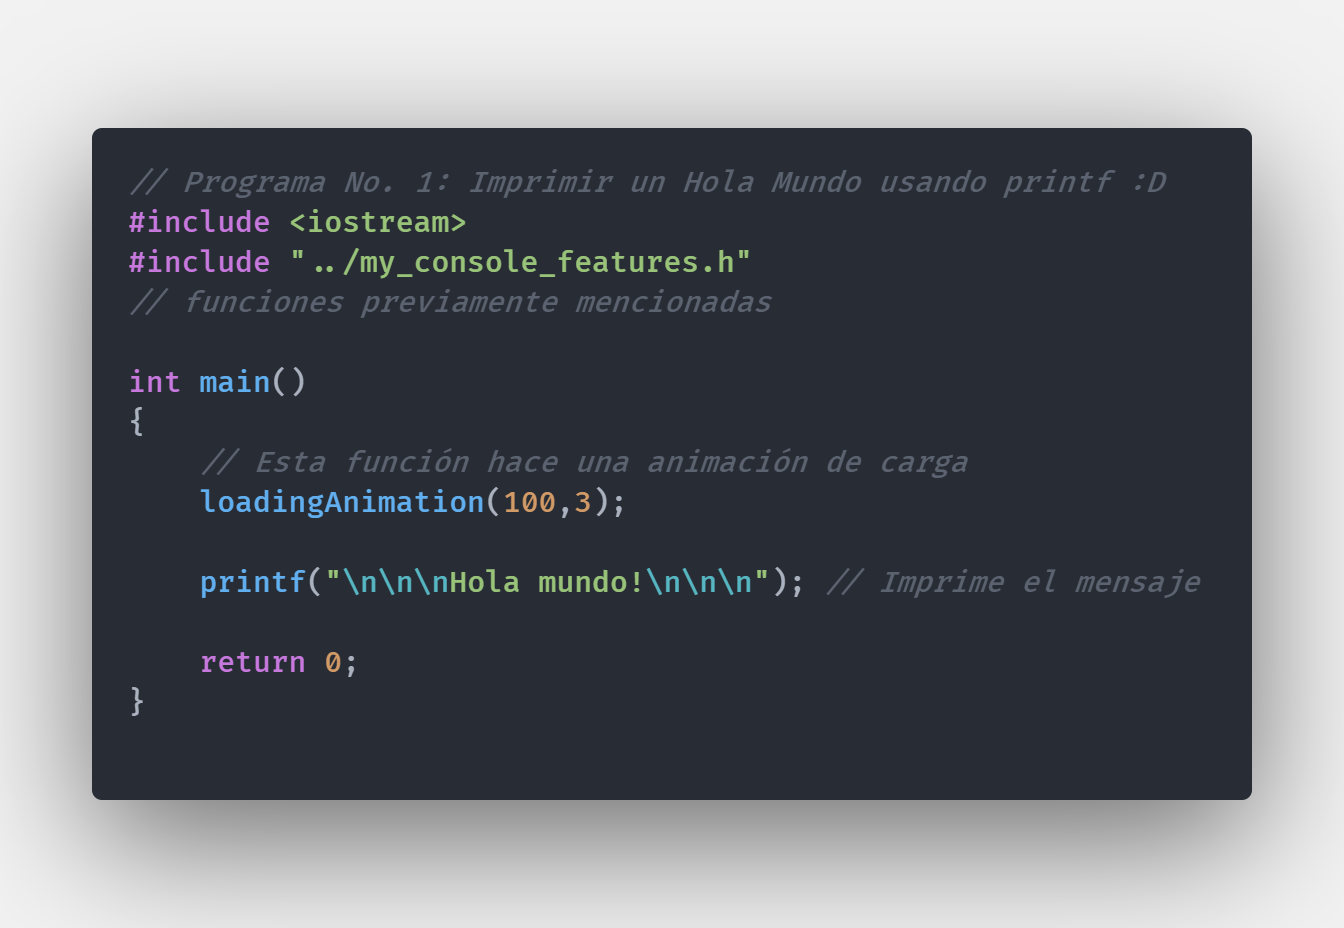 // Programa No. 1: Imprimir un Hola Mundo usando printf :D
#include <iostream>
#include "../my_console_features.h"
// funciones previamente mencionadas

int main()
{
    // Esta función hace una animación de carga
    loadingAnimation(100,3);

    printf("\n\n\nHola mundo!\n\n\n"); // Imprime el mensaje

    return 0;
}